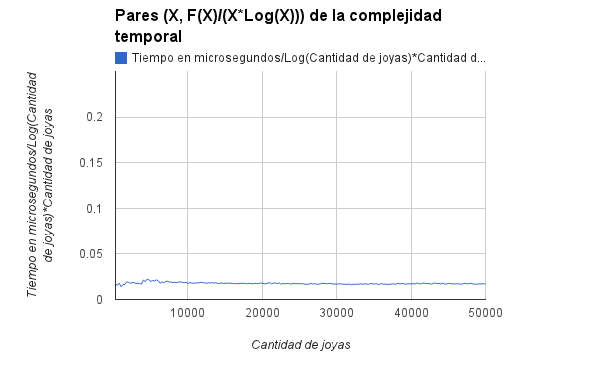 Pares (X, F(X)/(X*Log(X))) de la complejidad
temporal
Tiempo en microsegundos/Log(Cantidad de joyas)*Cantidad d...
Tiempo en microsegundos/Log(Cantidad
de joyas)*Cantidad de joyas
0.2
0.15
0.1
0.05
0
10000 20000 30000 40000 50000
Cantidad de joyas